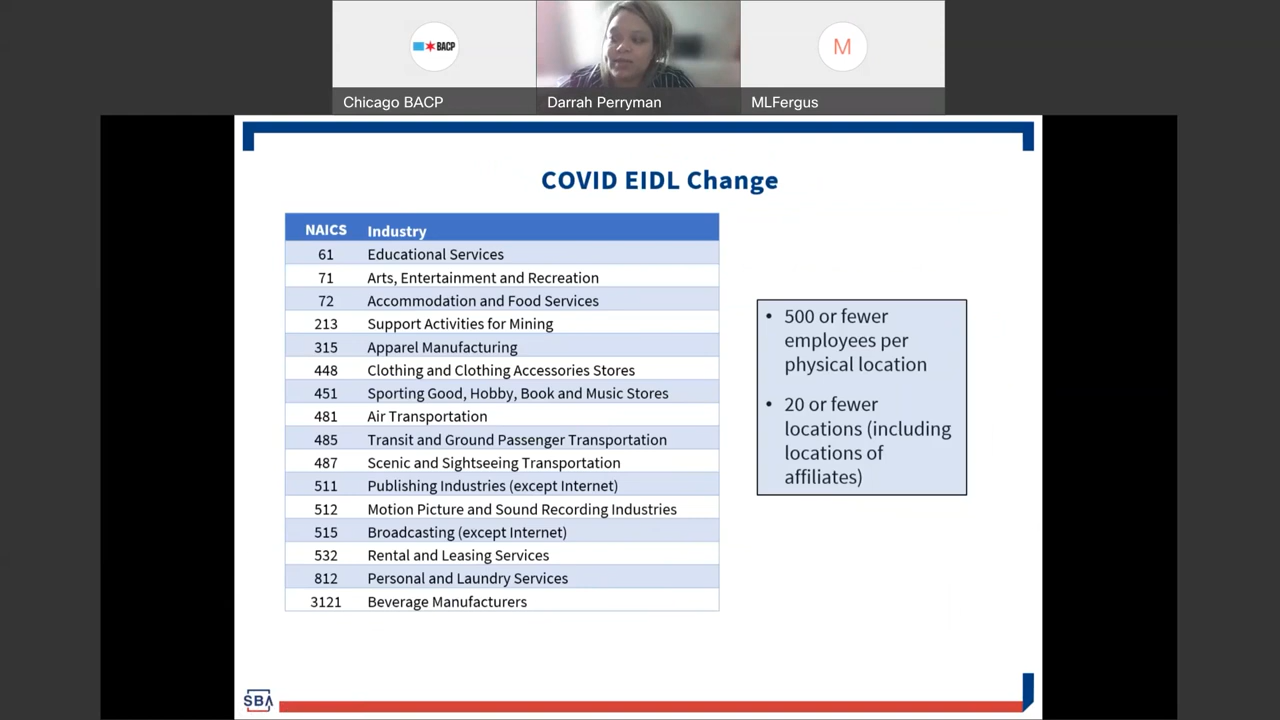 BACP
M
Chicago BACP
Darrah Perryman
MLFergus
COVID EIDL Change
NAICS Industry
61 Educational Services
71 Arts, Entertainment and Recreation
72 Accommodation and Food Services
213 Support Activities for Mining
315 Apparel Manufacturing
448 Clothing and Clothing Accessories Stores
451 Sporting Good, Hobby, Book and Music Stores
481 Air Transportation
485 Transit and Ground Passenger Transportation
487 Scenic and Sightseeing Transportation
511 Publishing Industries (except Internet)
512 Motion Picture and Sound Recording Industries
515 Broadcasting (except Internet)
532 Rental and Leasing Services
812 Personal and Laundry Services
3121 Beverage Manufacturers
• 500 or fewer
employees per
physical location
• 20 or fewer
locations (including
locations of
affiliates)
SBA